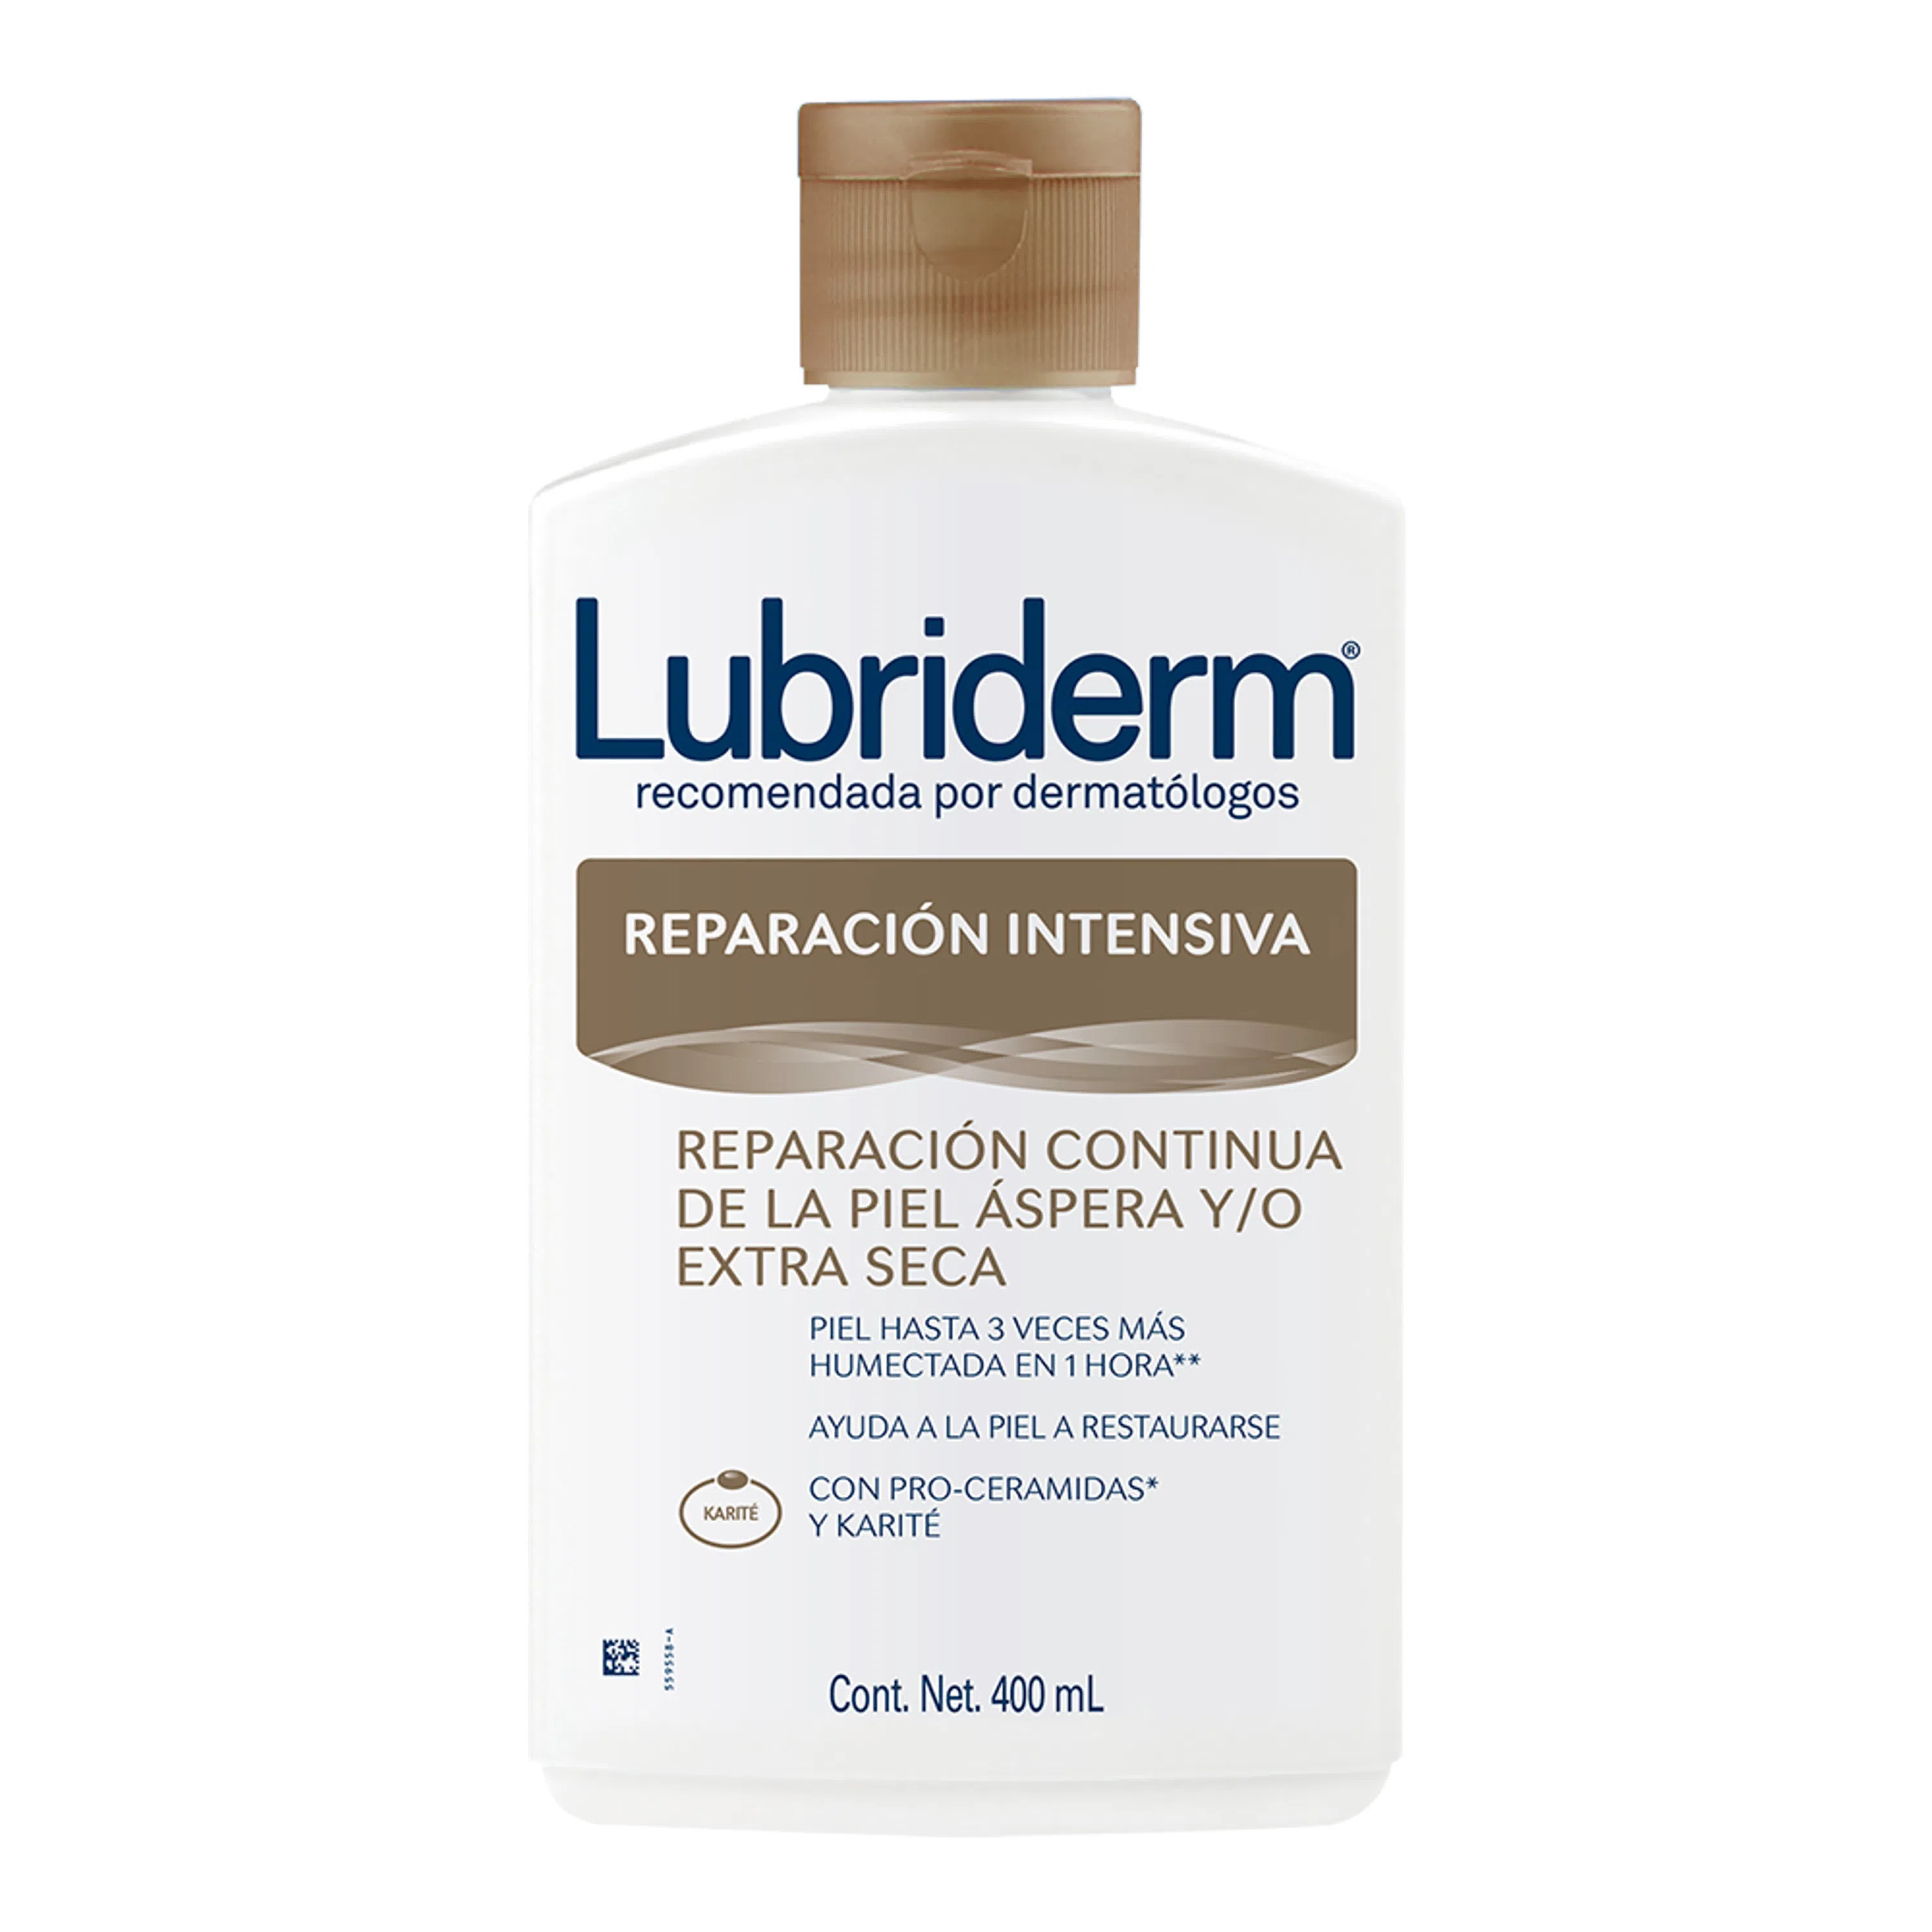 Lubriderm®
recomendada por dermatólogos
REPARACIÓN INTENSIVA
REPARACIÓN CONTINUA
DE LA PIEL ÁSPERA Y/O
EXTRA SECA
PIEL HASTA 3 VECES MÁS
HUMECTADA EN 1 HORA**
AYUDA A LA PIEL A RESTAURARSE
KARITÉ
CON PRO-CERAMIDAS*
Y KARITÉ
559558-A
Cont. Net. 400 mL